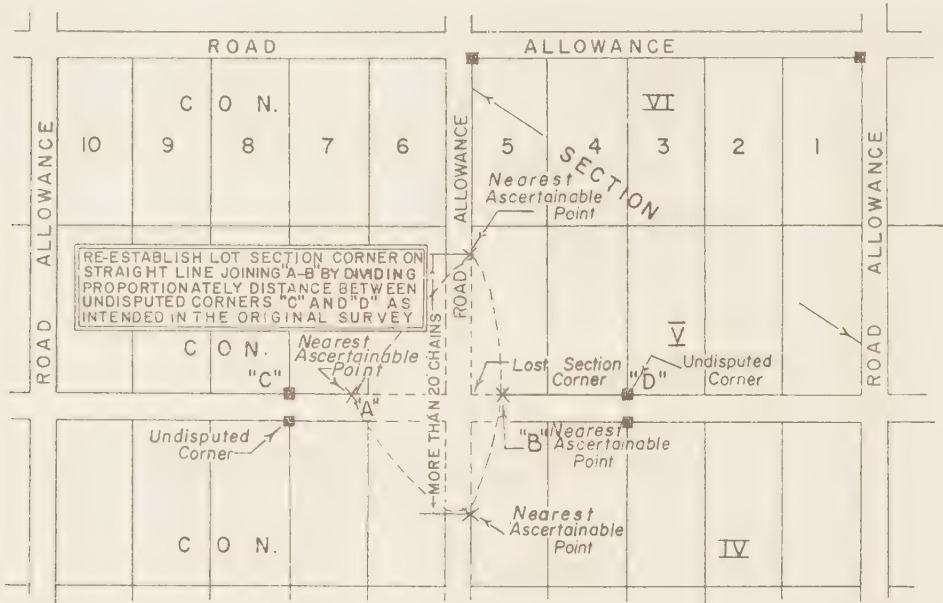 ROAD ALLOWANCE
CON. VI
10 9 8 7 6 5 4 3 2 1
ROAD ALLOWANCE
ROAD ALLOWANCE
ROAD ALLOWANCE
SECTION
Nearest
Ascertainable
Point
RE-ESTABLISH LOT SECTION CORNER ON
STRAIGHT LINE JOINING "A-B" BY DIVIDING
PROPORTIONATELY DISTANCE BETWEEN
UNDISPUTED CORNERS "C" AND "D" AS
INTENDED IN THE ORIGINAL SURVEY
MORE THAN 20 CHAINS
CON. V
Nearest
Ascertainable
Point
"C"
"A"
Lost Section
Corner
"D"
Undisputed
Corner
Undisputed
Corner
"B" Nearest
Ascertainable
Point
Nearest
Ascertainable
Point
CON. IV